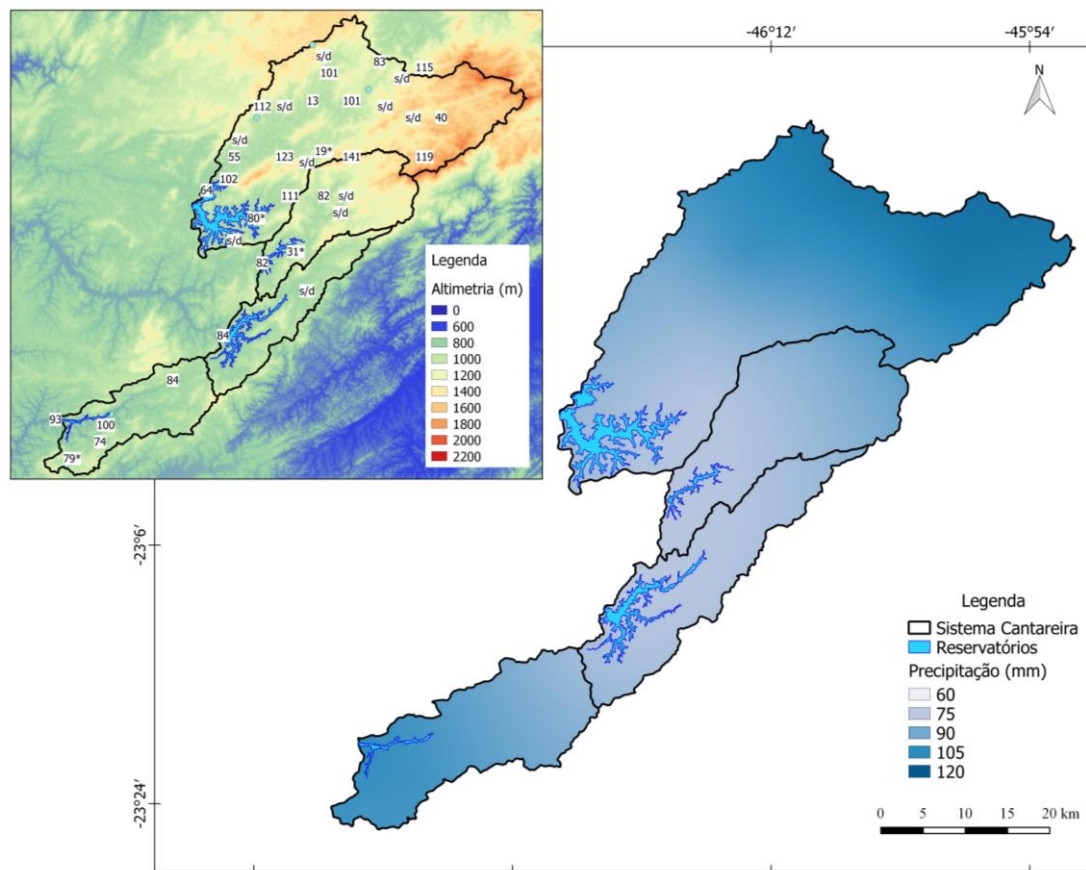 -46°12′
-45°54′
N
s/d
83
115
101
s/d
112
s/d
13
101
s/d
s/d
40
s/d
55
123
19*
s/d
141
119
102
64
111
82
s/d
80*
s/d
s/d
82
31*
s/d
84
84
93
100
74
79*
Legenda
Altimetria (m)
0
600
800
1000
1200
1400
1600
1800
2000
2200
-23°6′
-23°24′
Legenda
Sistema Cantareira
Reservatórios
Precipitação (mm)
60
75
90
105
120
0 5 10 15 20 km